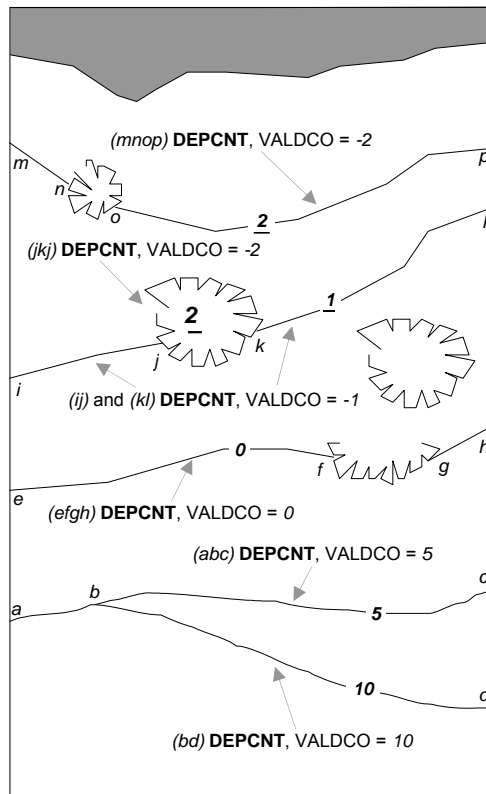 (mnop) DEPCNT, VALDCO = -2
m
p
n
o
2
l
(jkj) DEPCNT, VALDCO = -2
1
2
k
j
i
(ij) and (kl) DEPCNT, VALDCO = -1
h
0
f
g
e
(efgh) DEPCNT, VALDCO = 0
(abc) DEPCNT, VALDCO = 5
c
b
a
5
10
d
(bd) DEPCNT, VALDCO = 10